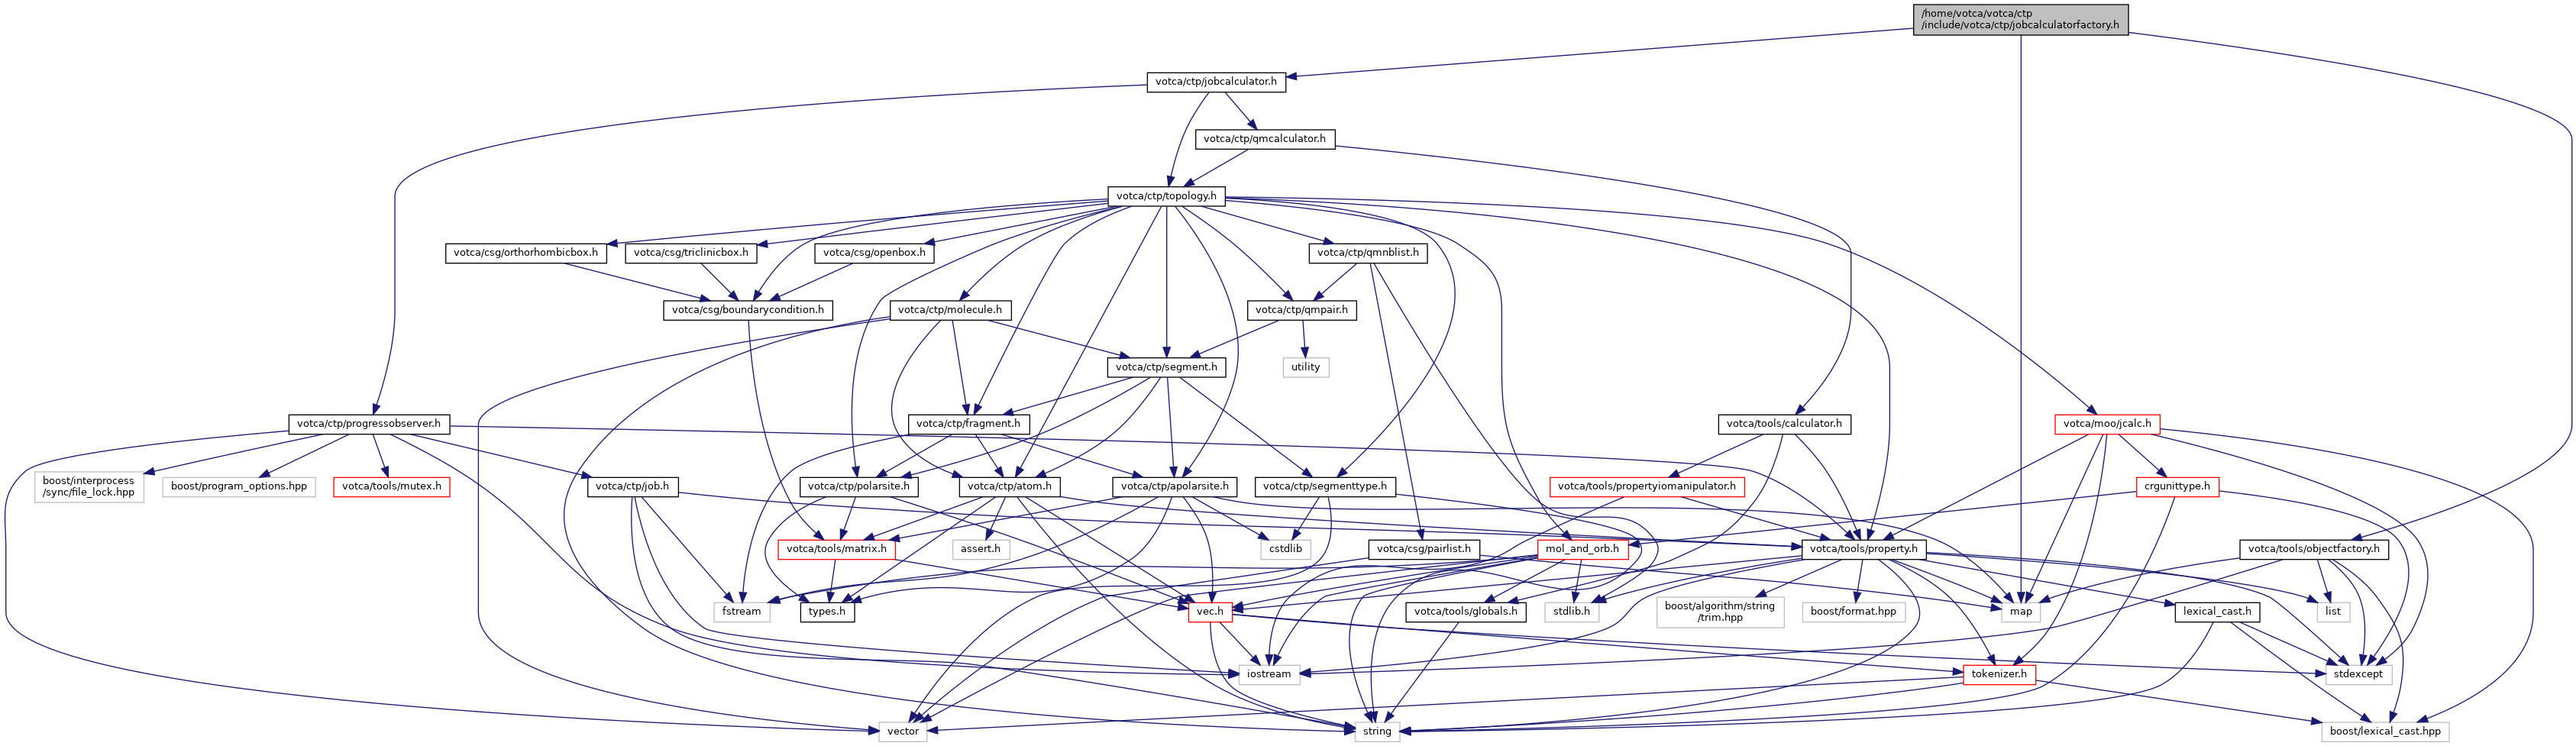 /home/votca/votca/ctp
/include/votca/ctp/jobcalculatorfactory.h
votca/ctp/jobcalculator.h
votca/ctp/qmcalculator.h
votca/ctp/topology.h
votca/csg/orthorhombicbox.h
votca/csg/triclinicbox.h
votca/csg/openbox.h
votca/ctp/qmnblist.h
votca/csg/boundarycondition.h
votca/ctp/molecule.h
votca/ctp/qmpair.h
votca/ctp/segment.h
utility
votca/ctp/progressobserver.h
votca/ctp/fragment.h
votca/tools/calculator.h
votca/moo/jcalc.h
boost/interprocess
/sync/file_lock.hpp
boost/program_options.hpp
votca/tools/mutex.h
votca/ctp/job.h
votca/ctp/polarsite.h
votca/ctp/atom.h
votca/ctp/apolarsite.h
votca/ctp/segmenttype.h
votca/tools/propertyiomanipulator.h
crgunittype.h
votca/tools/matrix.h
assert.h
cstdlib
votca/csg/pairlist.h
mol_and_orb.h
votca/tools/property.h
votca/tools/objectfactory.h
fstream
types.h
vec.h
votca/tools/globals.h
stdlib.h
boost/algorithm/string
/trim.hpp
boost/format.hpp
map
lexical_cast.h
list
iostream
tokenizer.h
stdexcept
vector
string
boost/lexical_cast.hpp